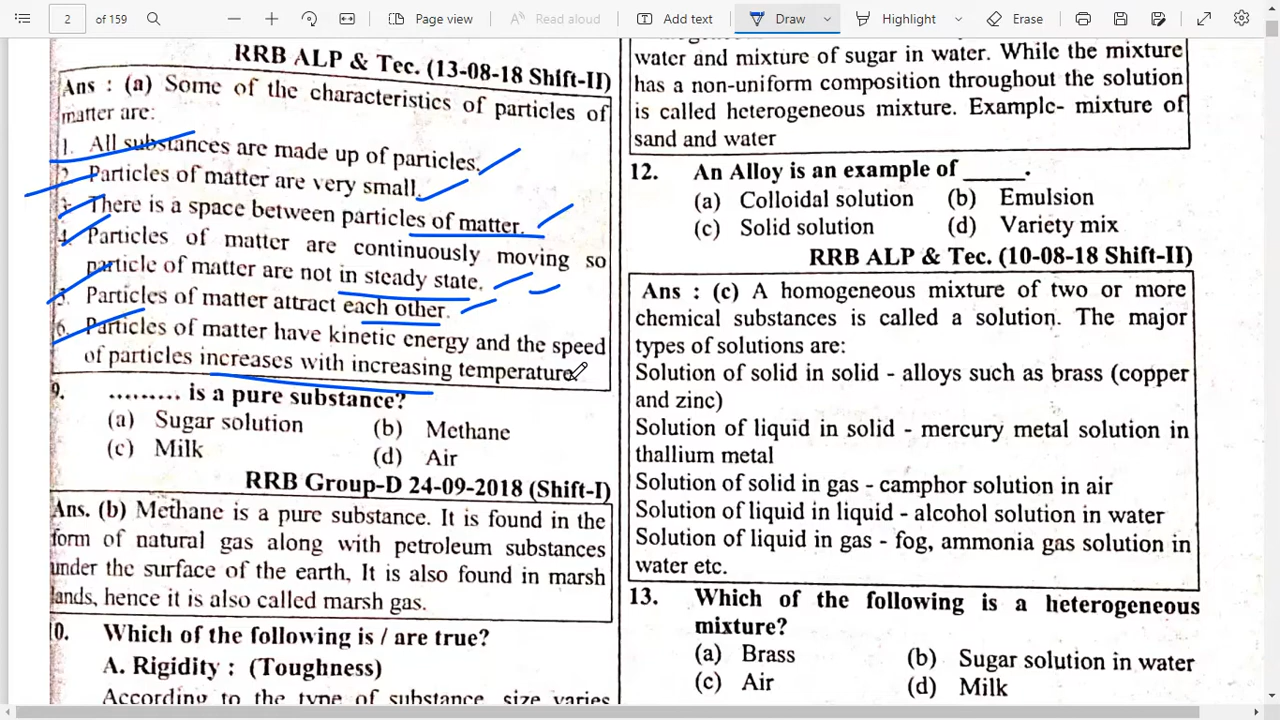 2 of 159
Page view
Read aloud
Add text
Draw
Highlight
Erase
RRB ALP & Tec. (13-08-18 Shift-II)
Ans : (a) Some of the characteristics of particles of
matter are:
1. All substances are made up of particles.
2. Particles of matter are very small.
3. There is a space between particles of matter.
4. Particles of matter are continuously moving so
particle of matter are not in steady state.
5. Particles of matter attract each other.
6. Particles of matter have kinetic energy and the speed
of particles increases with increasing temperature
9. ......... is a pure substance?
(a) Sugar solution (b) Methane
(c) Milk (d) Air
RRB Group-D 24-09-2018 (Shift-I)
Ans. (b) Methane is a pure substance. It is found in the
form of natural gas along with petroleum substances
under the surface of the earth, It is also found in marsh
lands, hence it is also called marsh gas.
10. Which of the following is / are true?
A. Rigidity : (Toughness)
According to the type of substance size varies
water and mixture of sugar in water. While the mixture
has a non-uniform composition throughout the solution
is called heterogeneous mixture. Example- mixture of
sand and water
12. An Alloy is an example of _____.
(a) Colloidal solution (b) Emulsion
(c) Solid solution (d) Variety mix
RRB ALP & Tec. (10-08-18 Shift-II)
Ans : (c) A homogeneous mixture of two or more
chemical substances is called a solution. The major
types of solutions are:
Solution of solid in solid - alloys such as brass (copper
and zinc)
Solution of liquid in solid - mercury metal solution in
thallium metal
Solution of solid in gas - camphor solution in air
Solution of liquid in liquid - alcohol solution in water
Solution of liquid in gas - fog, ammonia gas solution in
water etc.
13. Which of the following is a heterogeneous
mixture?
(a) Brass (b) Sugar solution in water
(c) Air (d) Milk